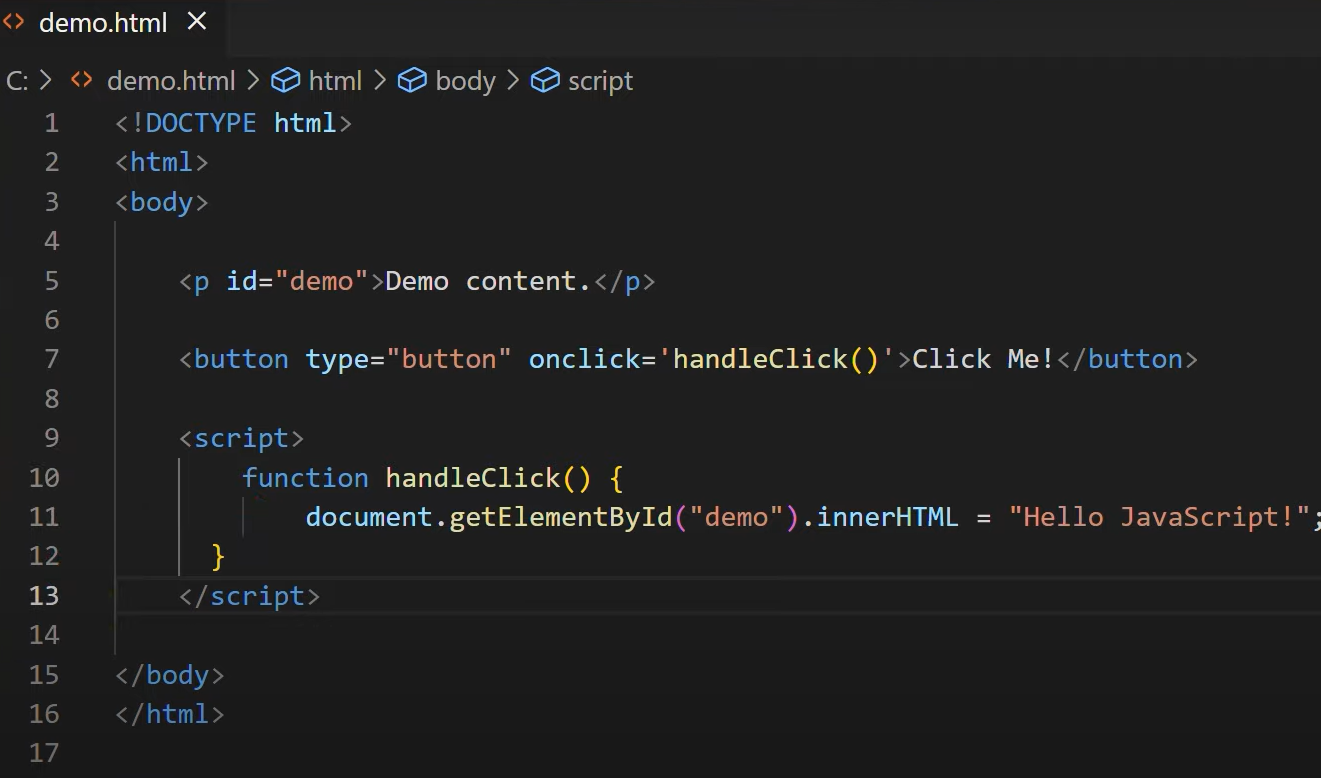 demo.html ×
C: > demo.html > html > body > script
1 <!DOCTYPE html>
2 <html>
3 <body>
4
5     <p id="demo">Demo content.</p>
6
7     <button type="button" onclick='handleClick()'>Click Me!</button>
8
9     <script>
10         function handleClick() {
11             document.getElementById("demo").innerHTML = "Hello JavaScript!";
12       }
13     </script>
14
15 </body>
16 </html>
17